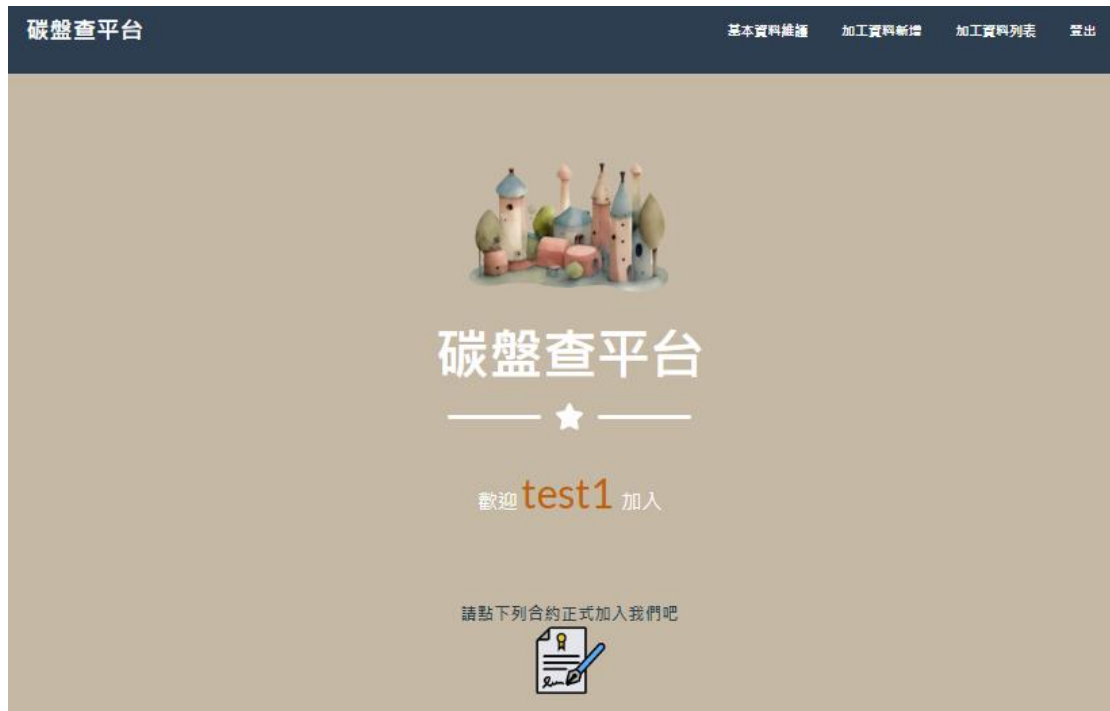 碳盤查平台
基本資料維護
加工資料新增
加工資料列表
登出
碳盤查平台
歡迎 test1 加入
請點下列合約正式加入我們吧